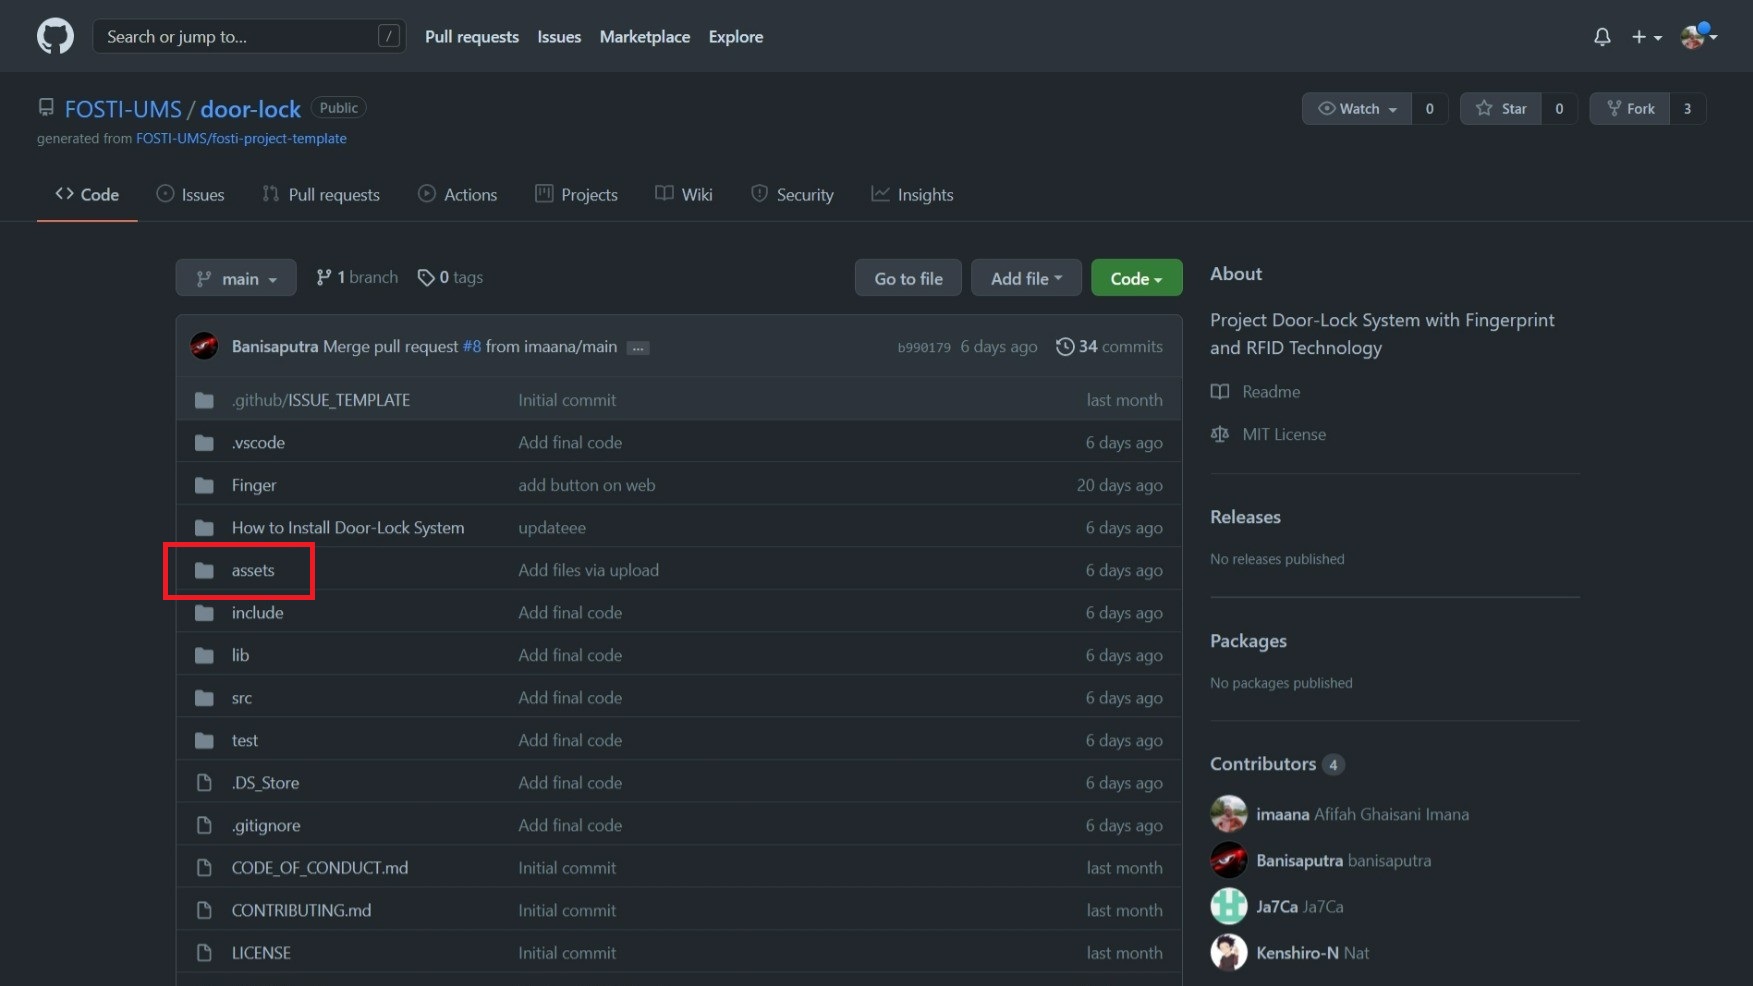 Search or jump to... /
Pull requests Issues Marketplace Explore
FOSTI-UMS / door-lock Public
Watch 0 Star 0 Fork 3
generated from FOSTI-UMS/fosti-project-template
Code Issues Pull requests Actions Projects Wiki Security Insights
main 1 branch 0 tags Go to file Add file Code
Banisaputra Merge pull request #8 from imaana/main ... b990179 6 days ago 34 commits
.github/ISSUE_TEMPLATE Initial commit last month
.vscode Add final code 6 days ago
Finger add button on web 20 days ago
How to Install Door-Lock System updateee 6 days ago
assets Add files via upload 6 days ago
include Add final code 6 days ago
lib Add final code 6 days ago
src Add final code 6 days ago
test Add final code 6 days ago
.DS_Store Add final code 6 days ago
.gitignore Add final code 6 days ago
CODE_OF_CONDUCT.md Initial commit last month
CONTRIBUTING.md Initial commit last month
LICENSE Initial commit last month
About
Project Door-Lock System with Fingerprint
and RFID Technology
Readme
MIT License
Releases
No releases published
Packages
No packages published
Contributors 4
imaana Afifah Ghaisani Imana
Banisaputra banisaputra
Ja7Ca Ja7Ca
Kenshiro-N Nat